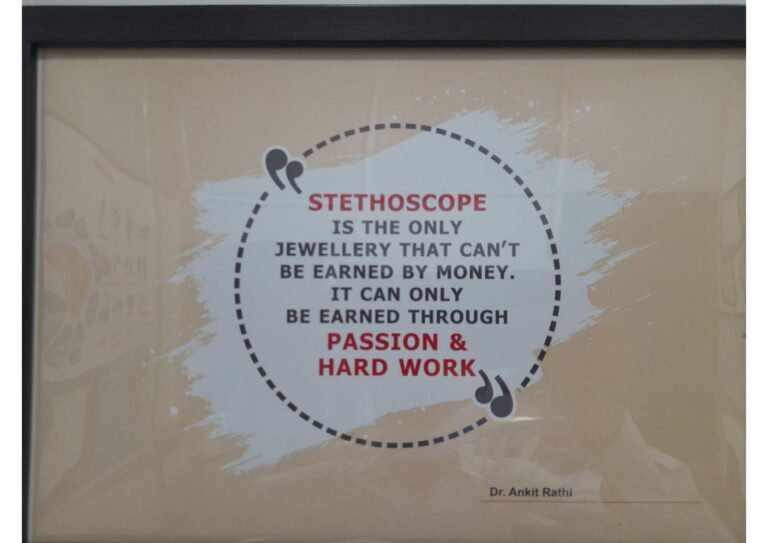 STETHOSCOPE
IS THE ONLY
JEWELLERY THAT CAN'T
BE EARNED BY MONEY.
IT CAN ONLY
BE EARNED THROUGH
PASSION &
HARD WORK
Dr. Ankit Rathi